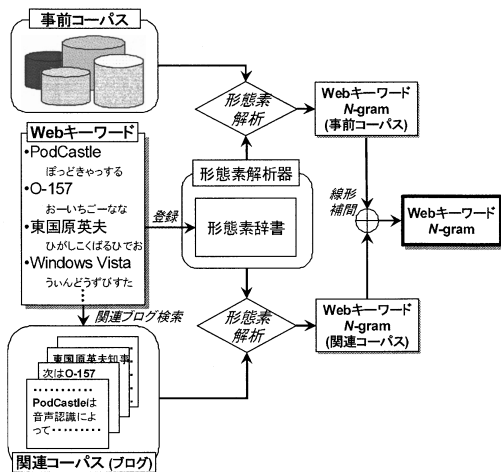 事前コーパス
Webキーワード
•PodCastle
ぽっどきゃっする
•O-157
おーいちごーなな
•東国原英夫
ひがしこくばるひでお
•Windows Vista
うぃんどうずびすた
⋮
登録
関連ブログ検索
東国原英夫知事
次はO-157
…………
PodCastleは
音声認識によ
って………
関連コーパス (ブログ)
形態素
解析
形態素解析器
形態素辞書
形態素
解析
Webキーワード
N-gram
(事前コーパス)
線形
補間
Webキーワード
N-gram
Webキーワード
N-gram
(関連コーパス)